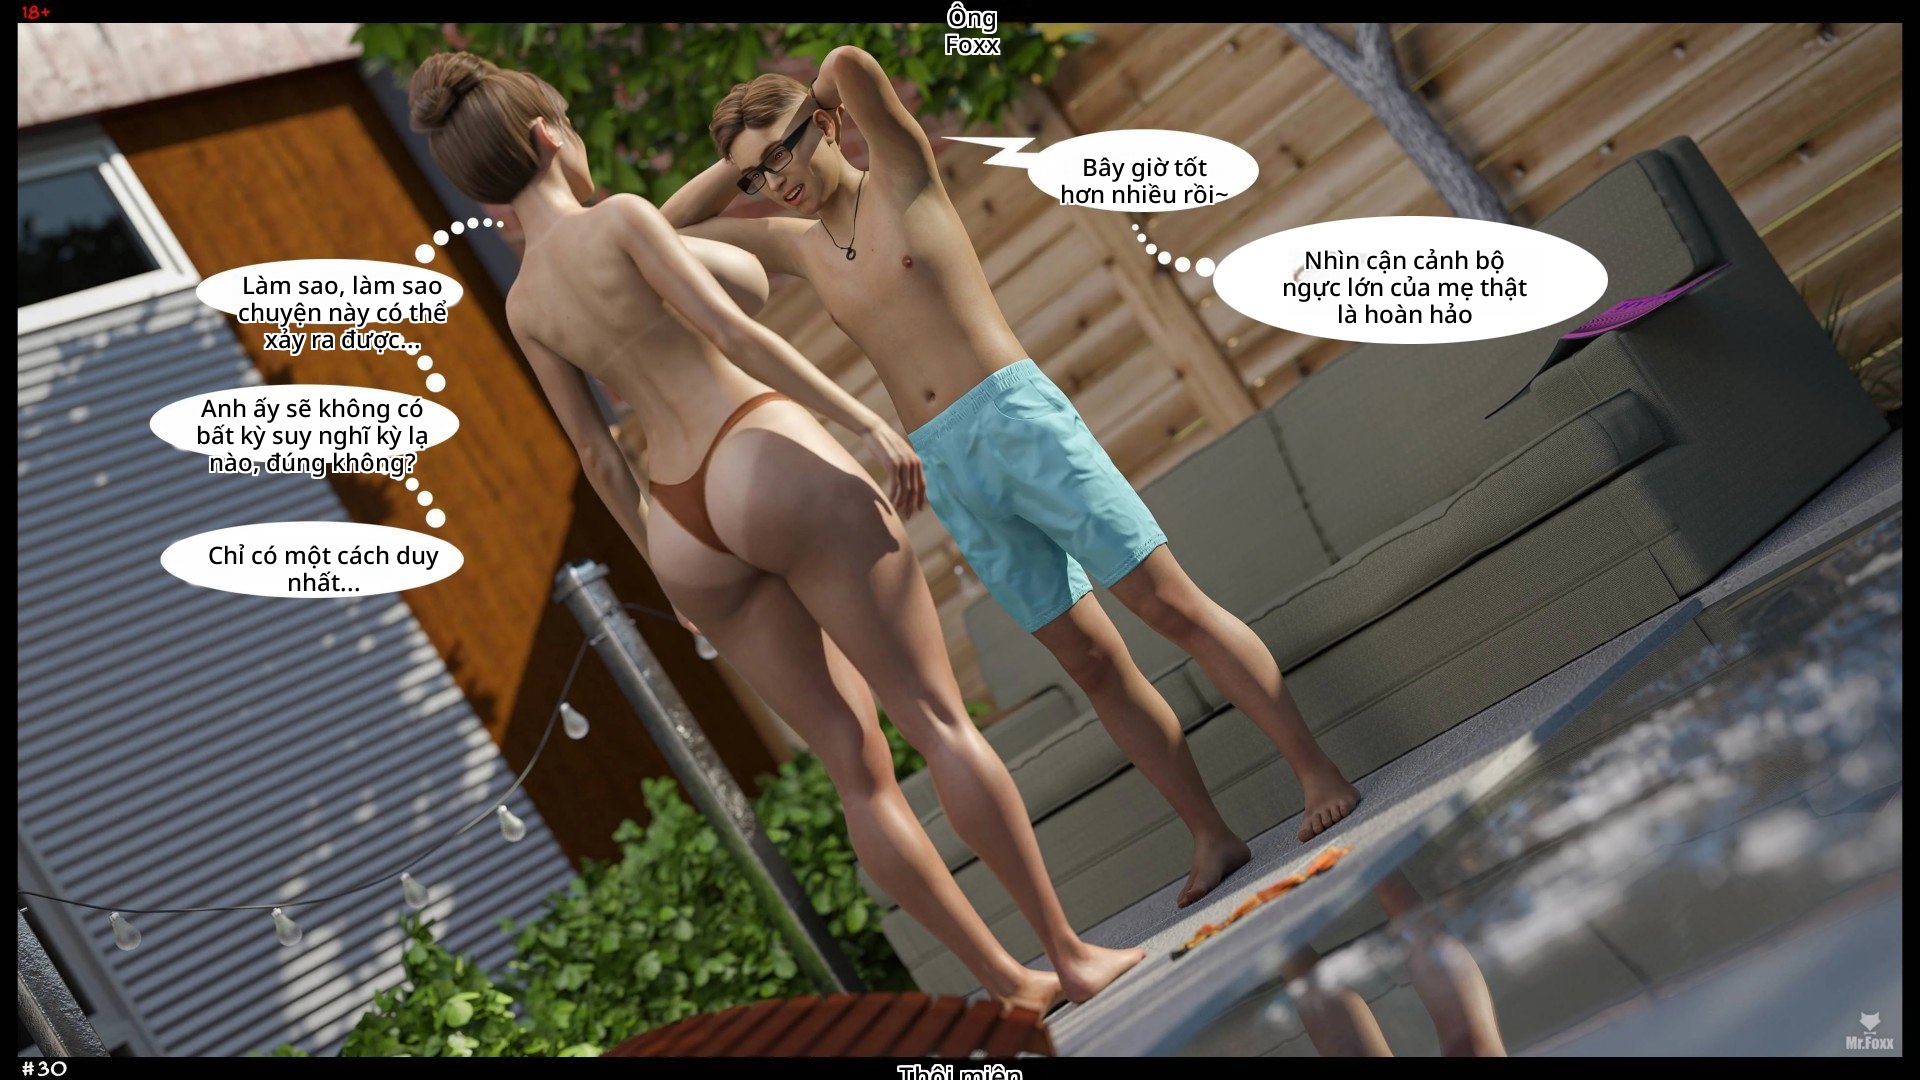 18+
Ông
Foxx
Bây giờ tốt
hơn nhiều rồi~
Nhìn cận cảnh bộ
ngực lớn của mẹ thật
là hoàn hảo
Làm sao, làm sao
chuyện này có thể
xảy ra được...
Anh ấy sẽ không có
bất kỳ suy nghĩ kỳ lạ
nào, đúng không?
Chỉ có một cách duy
nhất...
Mr.Foxx
#30
Thôi miên